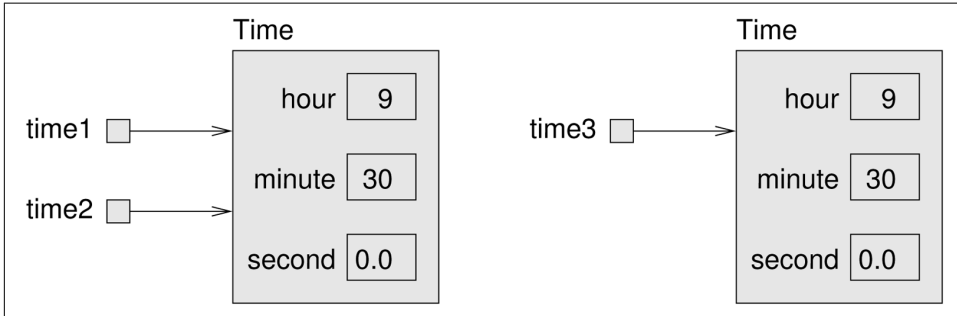 Time
hour 9
time1
minute 30
time2
second 0.0
Time
hour 9
time3
minute 30
second 0.0